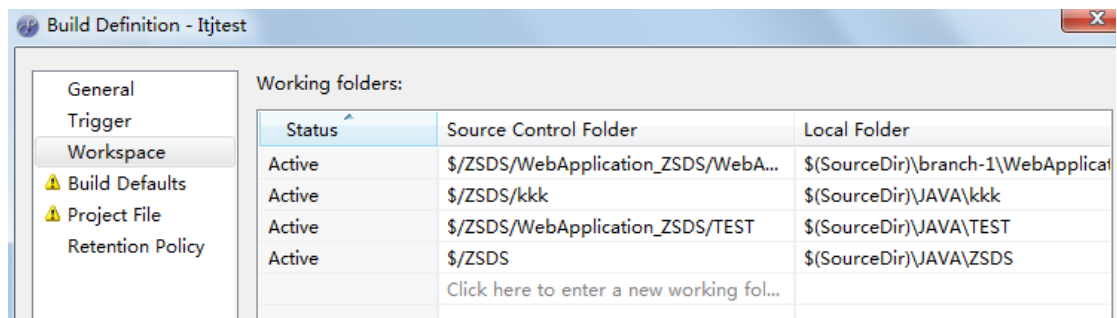 Build Definition - Itjtest
General
Trigger
Workspace
Build Defaults
Project File
Retention Policy
Working folders:
Status Source Control Folder Local Folder
Active $/ZSDS/WebApplication_ZSDS/WebA... $(SourceDir)\branch-1\WebApplicat
Active $/ZSDS/kkk $(SourceDir)\JAVA\kkk
Active $/ZSDS/WebApplication_ZSDS/TEST $(SourceDir)\JAVA\TEST
Active $/ZSDS $(SourceDir)\JAVA\ZSDS
Click here to enter a new working fol...